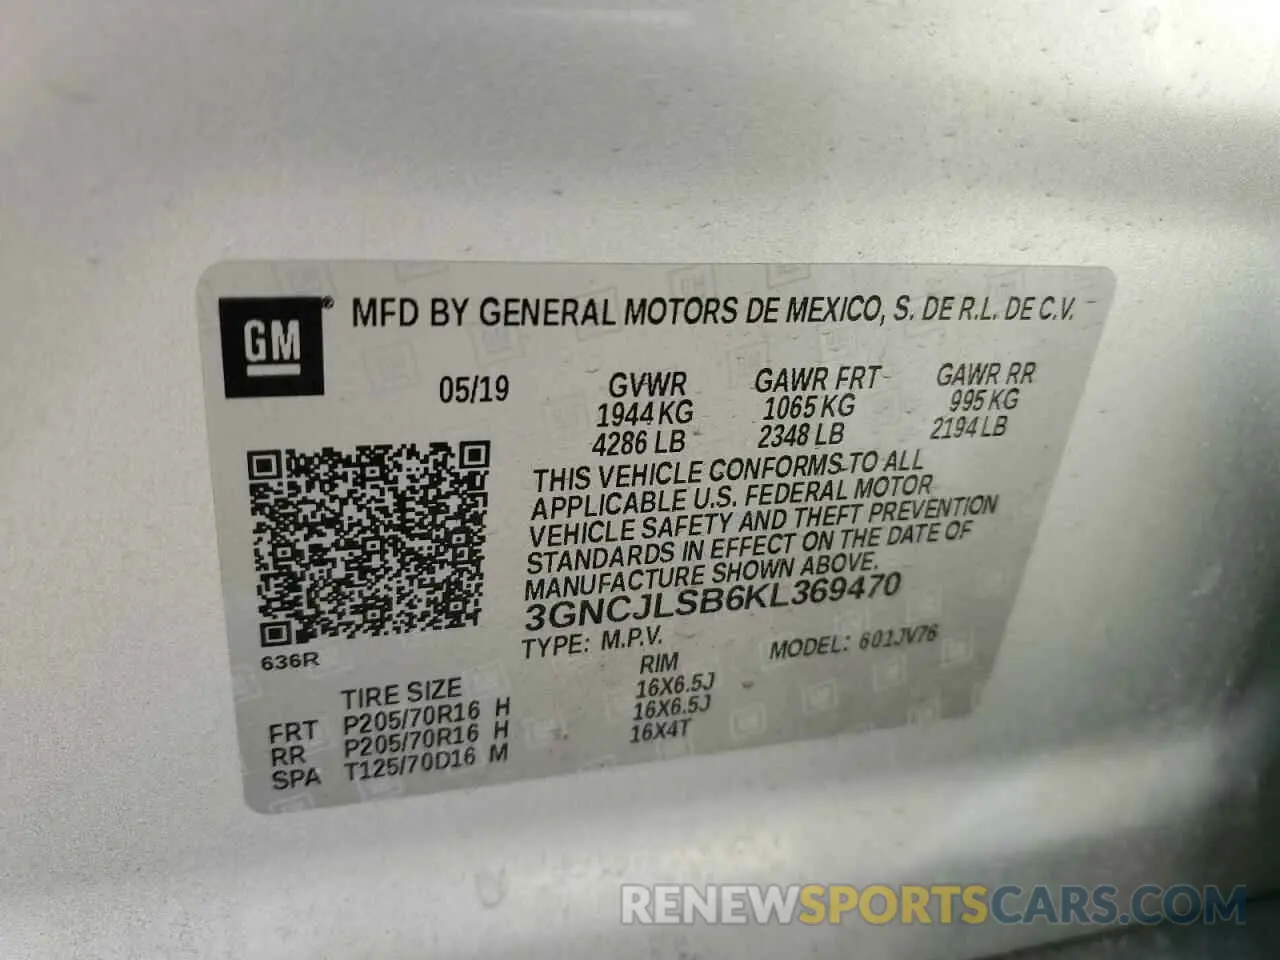 GM ® MFD BY GENERAL MOTORS DE MEXICO, S. DE R.L. DE C.V.
05/19 GVWR GAWR FRT GAWR RR
1944 KG 1065 KG 995 KG
4286 LB 2348 LB 2194 LB
THIS VEHICLE CONFORMS TO ALL
APPLICABLE U.S. FEDERAL MOTOR
VEHICLE SAFETY AND THEFT PREVENTION
STANDARDS IN EFFECT ON THE DATE OF
MANUFACTURE SHOWN ABOVE.
3GNCJLSB6KL369470
636R TYPE: M.P.V. MODEL: 601JV76
TIRE SIZE RIM
FRT P205/70R16 H 16X6.5J
RR P205/70R16 H 16X6.5J
SPA T125/70D16 M 16X4T
RENEWSPORTSCARS.COM